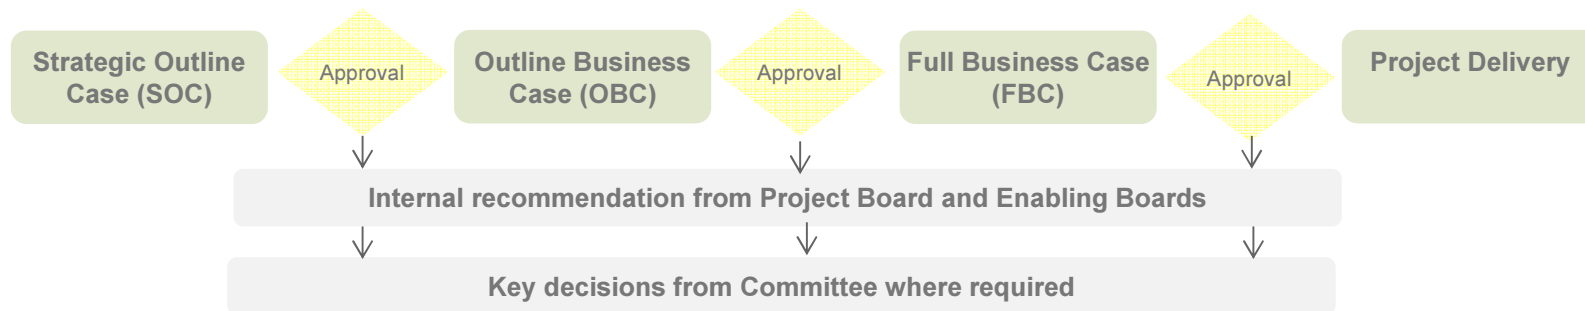 Strategic Outline
Case (SOC)
Approval
Outline Business
Case (OBC)
Approval
Full Business Case
(FBC)
Approval
Project Delivery
Internal recommendation from Project Board and Enabling Boards
Key decisions from Committee where required